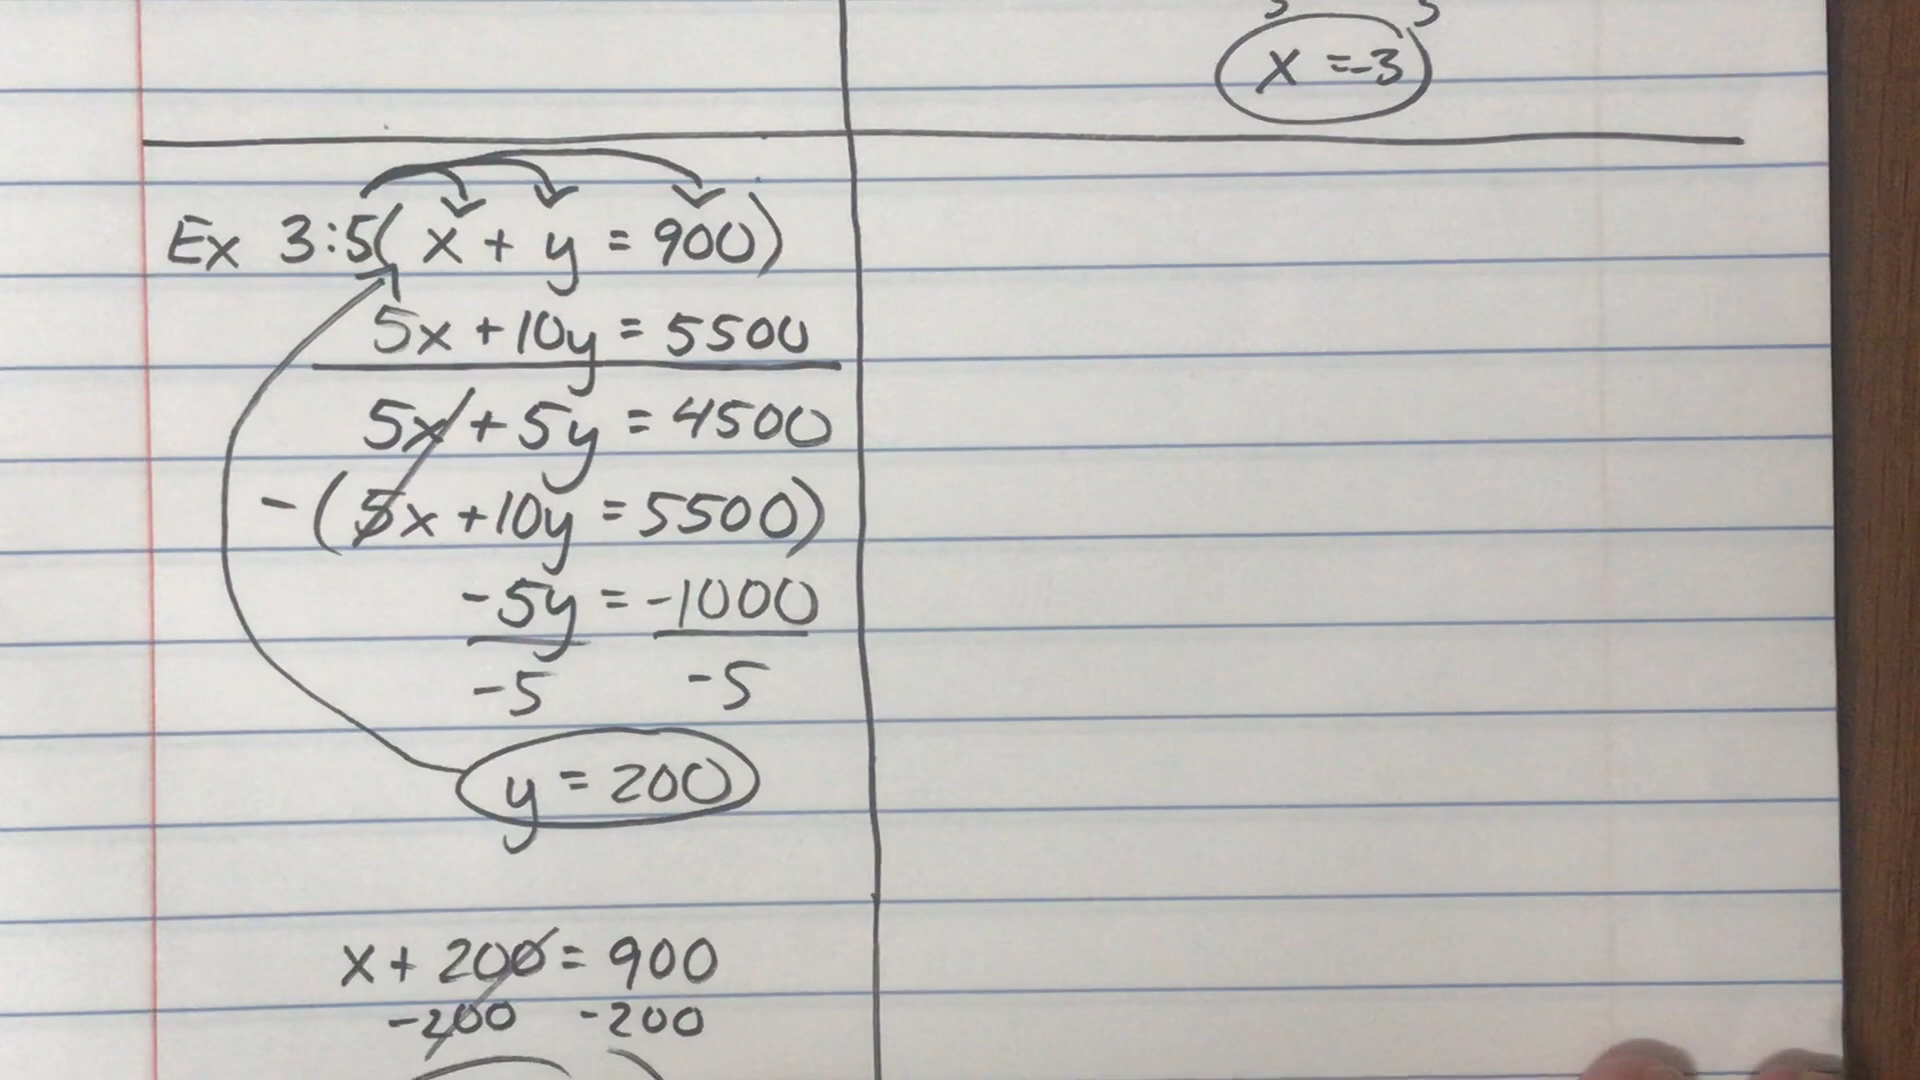 x = -3
Ex 3: 5( x + y = 900)
5x + 10y = 5500
5x + 5y = 4500
- ( 5x + 10y = 5500)
-5y = -1000
-5 -5
y = 200
x + 200 = 900
-200 -200